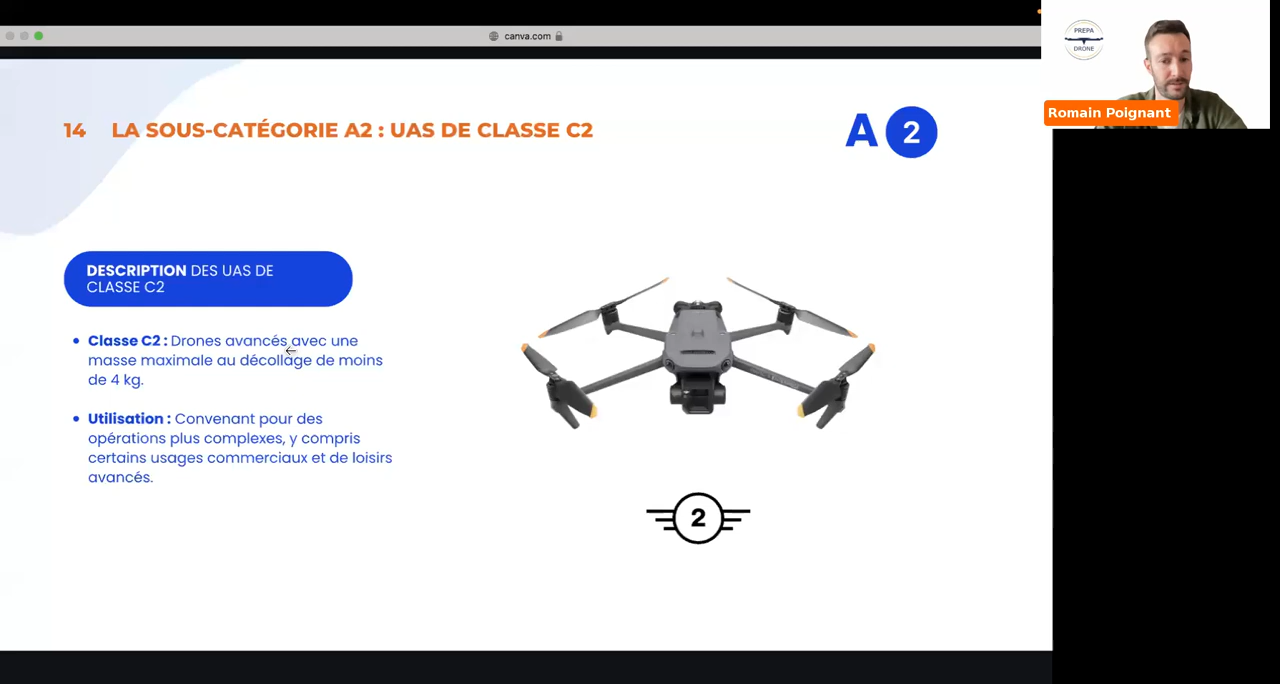 canva.com
PREPA
DRONE
Romain Poignant
14 LA SOUS-CATÉGORIE A2 : UAS DE CLASSE C2
A 2
DESCRIPTION DES UAS DE
CLASSE C2
• Classe C2 : Drones avancés avec une
masse maximale au décollage de moins
de 4 kg.
• Utilisation : Convenant pour des
opérations plus complexes, y compris
certains usages commerciaux et de loisirs
avancés.
2